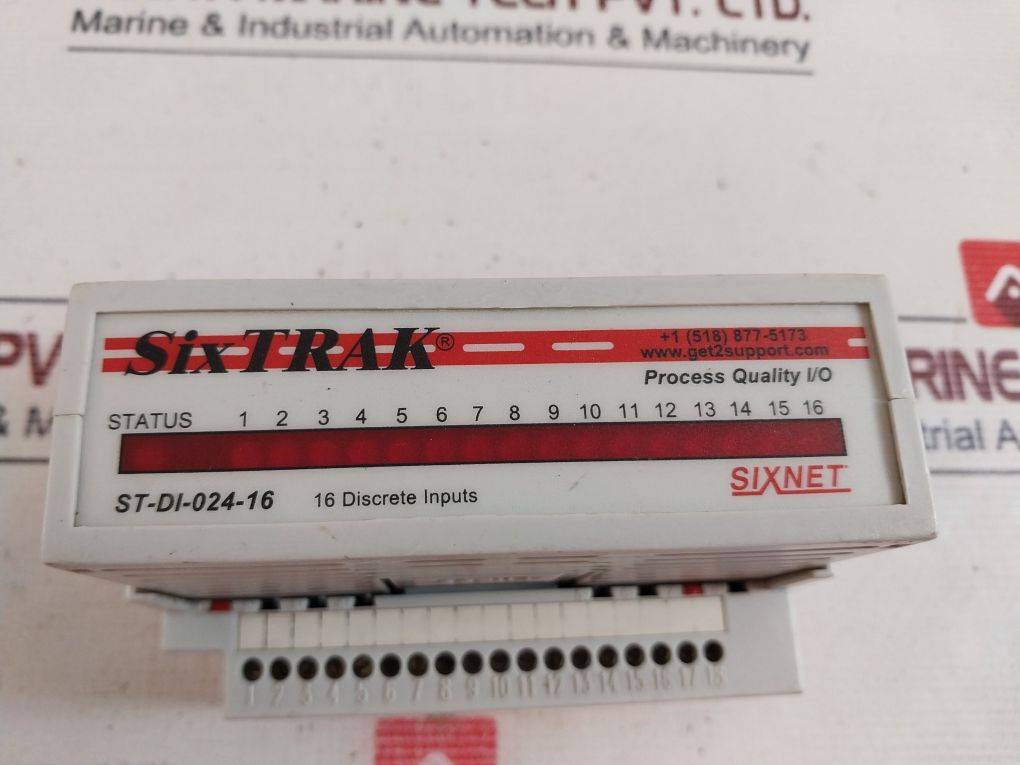 TECH PVT. LTD.
Marine & Industrial Automation & Machinery
SixTRAK®
+1 (518) 877-5173
www.get2support.com
Process Quality I/O
STATUS 1 2 3 4 5 6 7 8 9 10 11 12 13 14 15 16
SIXNET
ST-DI-024-16 16 Discrete Inputs
1 2 3 4 5 6 7 8 9 10 11 12 13 14 15 16 17 18